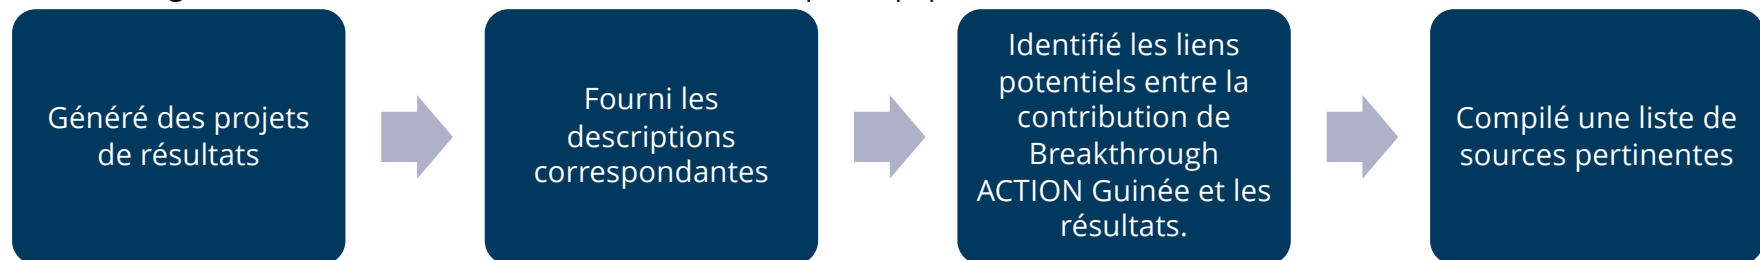 Généré des projets
de résultats
Fourni les
descriptions
correspondantes
Identifié les liens
potentiels entre la
contribution de
Breakthrough
ACTION Guinée et les
résultats.
Compilé une liste de
sources pertinentes